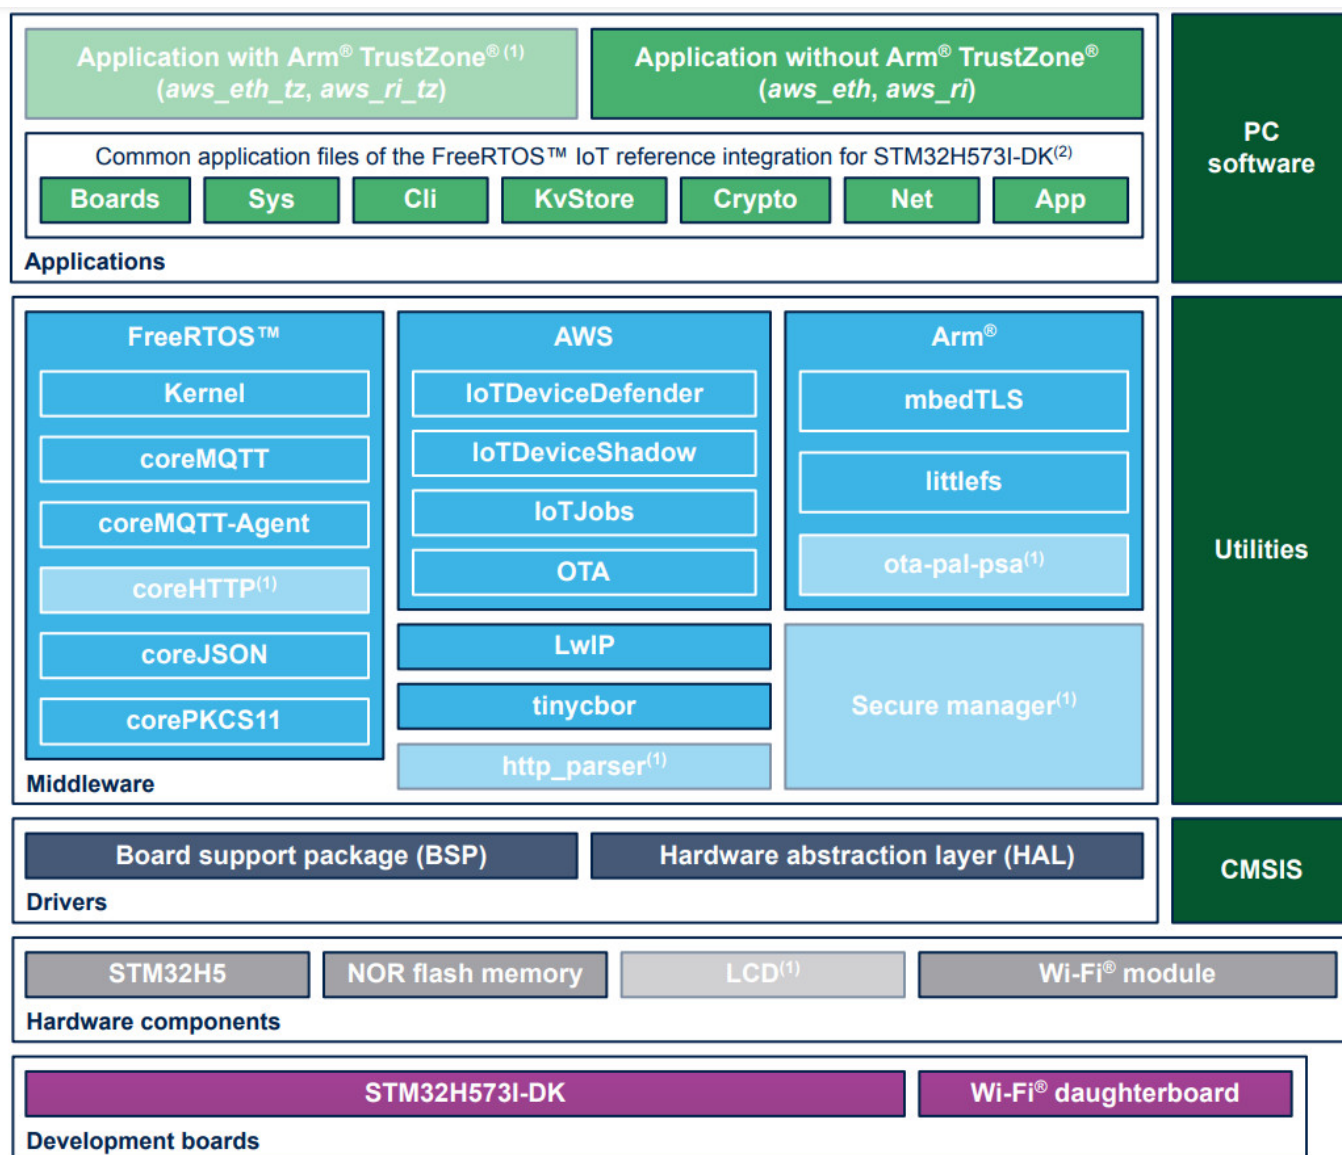 Application with Arm® TrustZone® (1)
(aws_eth_tz, aws_ri_tz)
Application without Arm® TrustZone®
(aws_eth, aws_ri)
Common application files of the FreeRTOS™ IoT reference integration for STM32H573I-DK(2)
Boards
Sys
Cli
KvStore
Crypto
Net
App
Applications
PC
software
FreeRTOS™
Kernel
coreMQTT
coreMQTT-Agent
coreHTTP(1)
coreJSON
corePKCS11
AWS
IoTDeviceDefender
IoTDeviceShadow
IoTJobs
OTA
LwIP
tinycbor
http_parser(1)
Arm®
mbedTLS
littlefs
ota-pal-psa(1)
Secure manager(1)
Middleware
Utilities
Board support package (BSP)
Hardware abstraction layer (HAL)
Drivers
CMSIS
STM32H5
NOR flash memory
LCD(1)
Wi-Fi® module
Hardware components
STM32H573I-DK
Wi-Fi® daughterboard
Development boards